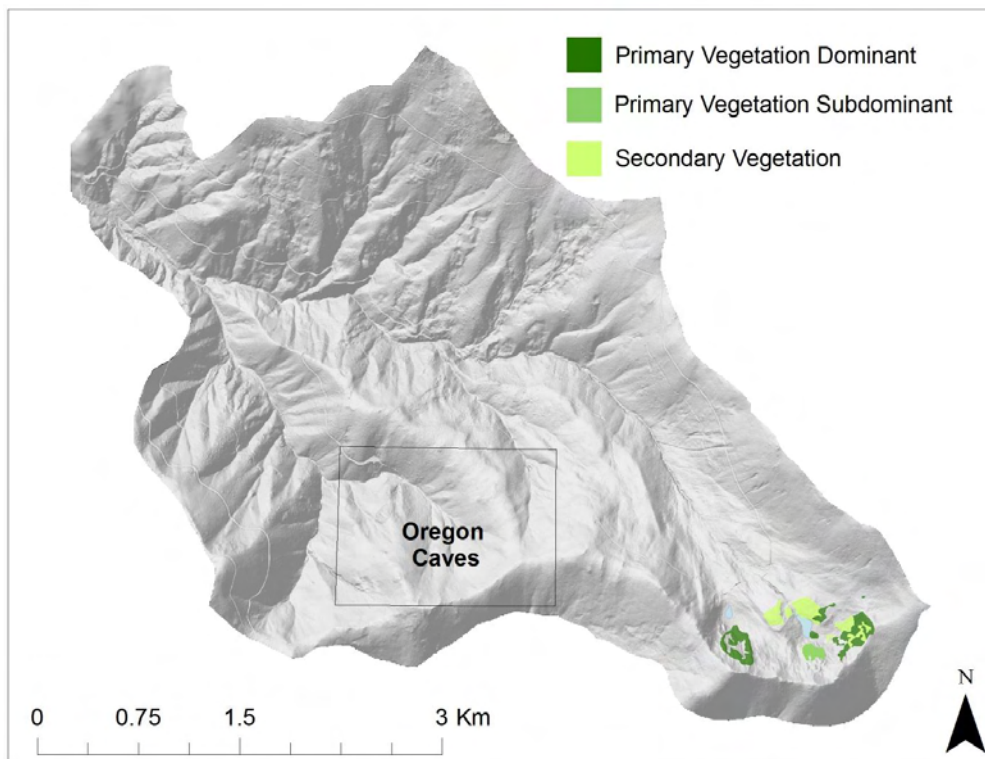 Primary Vegetation Dominant
Primary Vegetation Subdominant
Secondary Vegetation
Oregon
Caves
0 0.75 1.5 3 Km
N